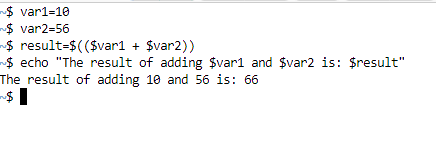 ~$ var1=10
~$ var2=56
~$ result=$(($var1 + $var2))
~$ echo "The result of adding $var1 and $var2 is: $result"
The result of adding 10 and 56 is: 66
~$